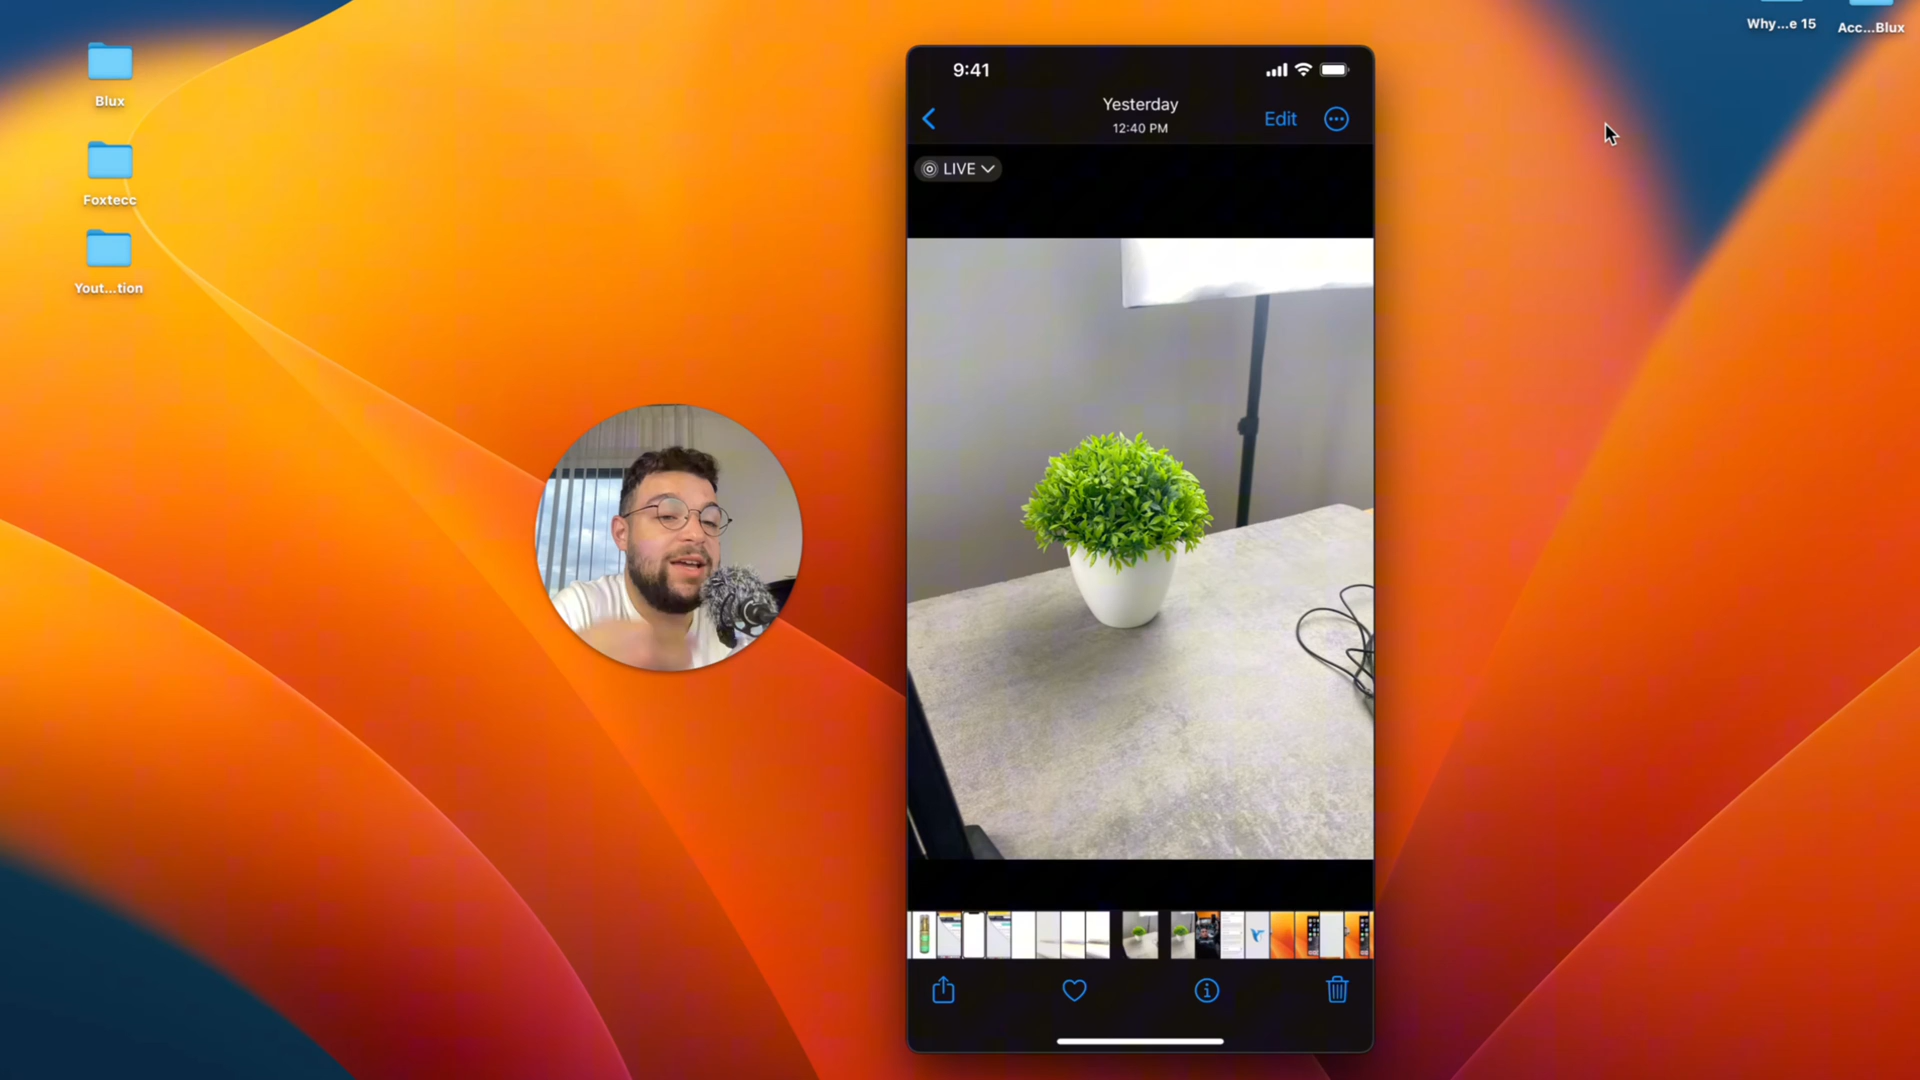 Why...e 15
Acc...Blux
Blux
Foxtecc
Yout...tion
9:41
Yesterday
12:40 PM
Edit
LIVE